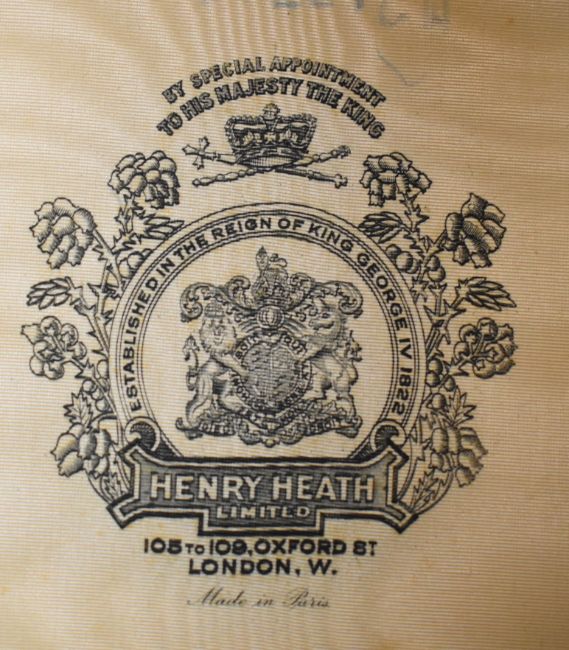 BY SPECIAL APPOINTMENT
TO HIS MAJESTY THE KING
ESTABLISHED IN THE REIGN OF KING GEORGE IV 1822
HENRY HEATH
LIMITED
105 TO 109, OXFORD ST
LONDON, W.
Made in Paris